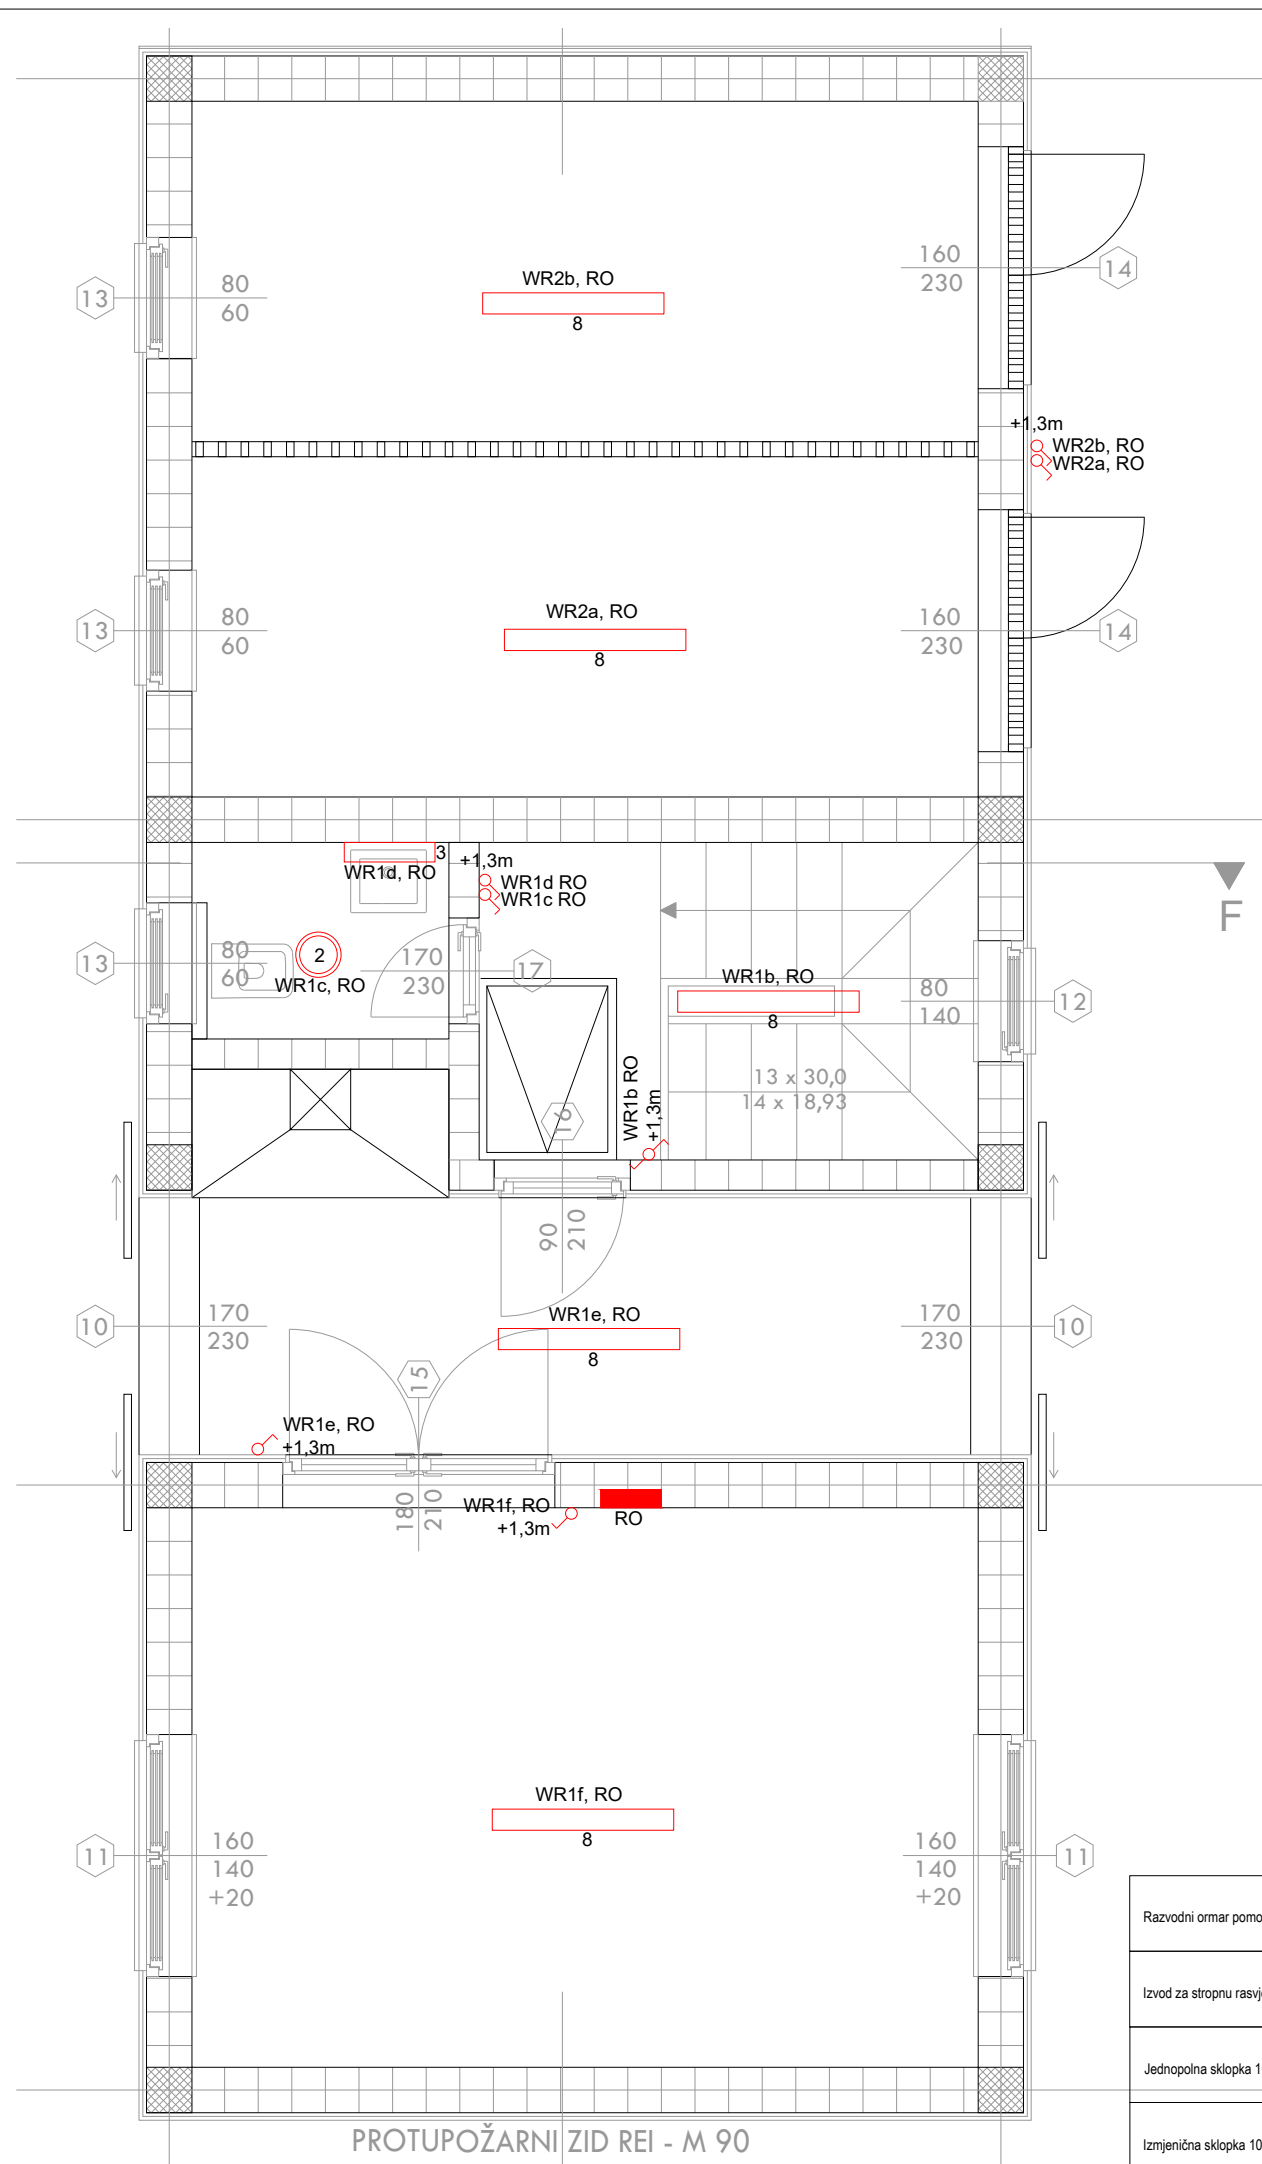 WR2b, RO
8
80
60
13
160
230
14
+1,3m
WR2b, RO
WR2a, RO
WR2a, RO
8
80
60
13
160
230
14
3
WR1d, RO
+1,3m
WR1d RO
WR1c RO
F
2
WR1c, RO
80
60
13
170
230
17
WR1b, RO
8
80
140
12
13 x 30,0
14 x 18,93
WR1b RO
+1,3m
16
90
210
WR1e, RO
8
170
230
10
170
230
10
15
WR1e, RO
+1,3m
180
210
WR1f, RO
+1,3m
RO
WR1f, RO
8
160
140
+20
11
160
140
+20
11
Razvodni ormar
Izvod za stropnu
Jednopolna sklopka
Izmjenična sklopka 10
PROTUPOŽARNI ZID REI - M 90